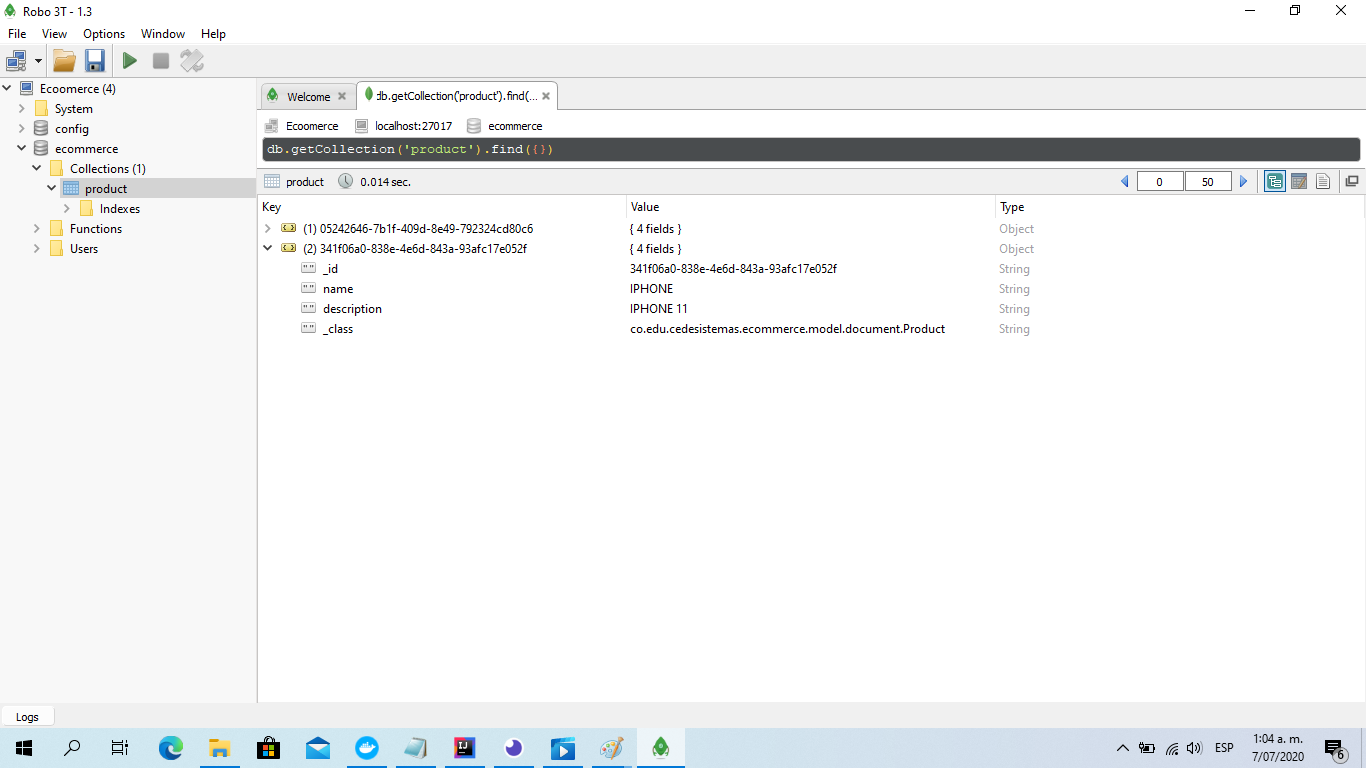 Robo 3T - 1.3
File View Options Window Help
Ecoomerce (4)
System
config
ecommerce
Collections (1)
product
Indexes
Functions
Users
Welcome db.getCollection('product').find(...
Ecoomerce localhost:27017 ecommerce
db.getCollection('product').find({})
product 0.014 sec. 0 50
Key Value Type
(1) 05242646-7b1f-409d-8e49-792324cd80c6 { 4 fields } Object
(2) 341f06a0-838e-4e6d-843a-93afc17e052f { 4 fields } Object
_id 341f06a0-838e-4e6d-843a-93afc17e052f String
name IPHONE String
description IPHONE 11 String
_class co.edu.cedesistemas.ecommerce.model.document.Product String
Logs
IJ
ESP
1:04 a. m.
7/07/2020
6